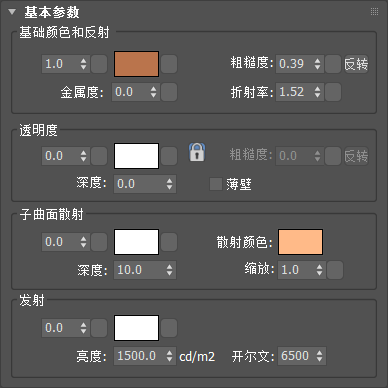 基本参数
基础颜色和反射
1.0 粗糙度: 0.39 反转
金属度: 0.0 折射率: 1.52
透明度
0.0 粗糙度: 0.0 反转
深度: 0.0 薄壁
子曲面散射
0.0 散射颜色:
深度: 10.0 缩放: 1.0
发射
0.0
亮度: 1500.0 cd/m2 开尔文: 6500